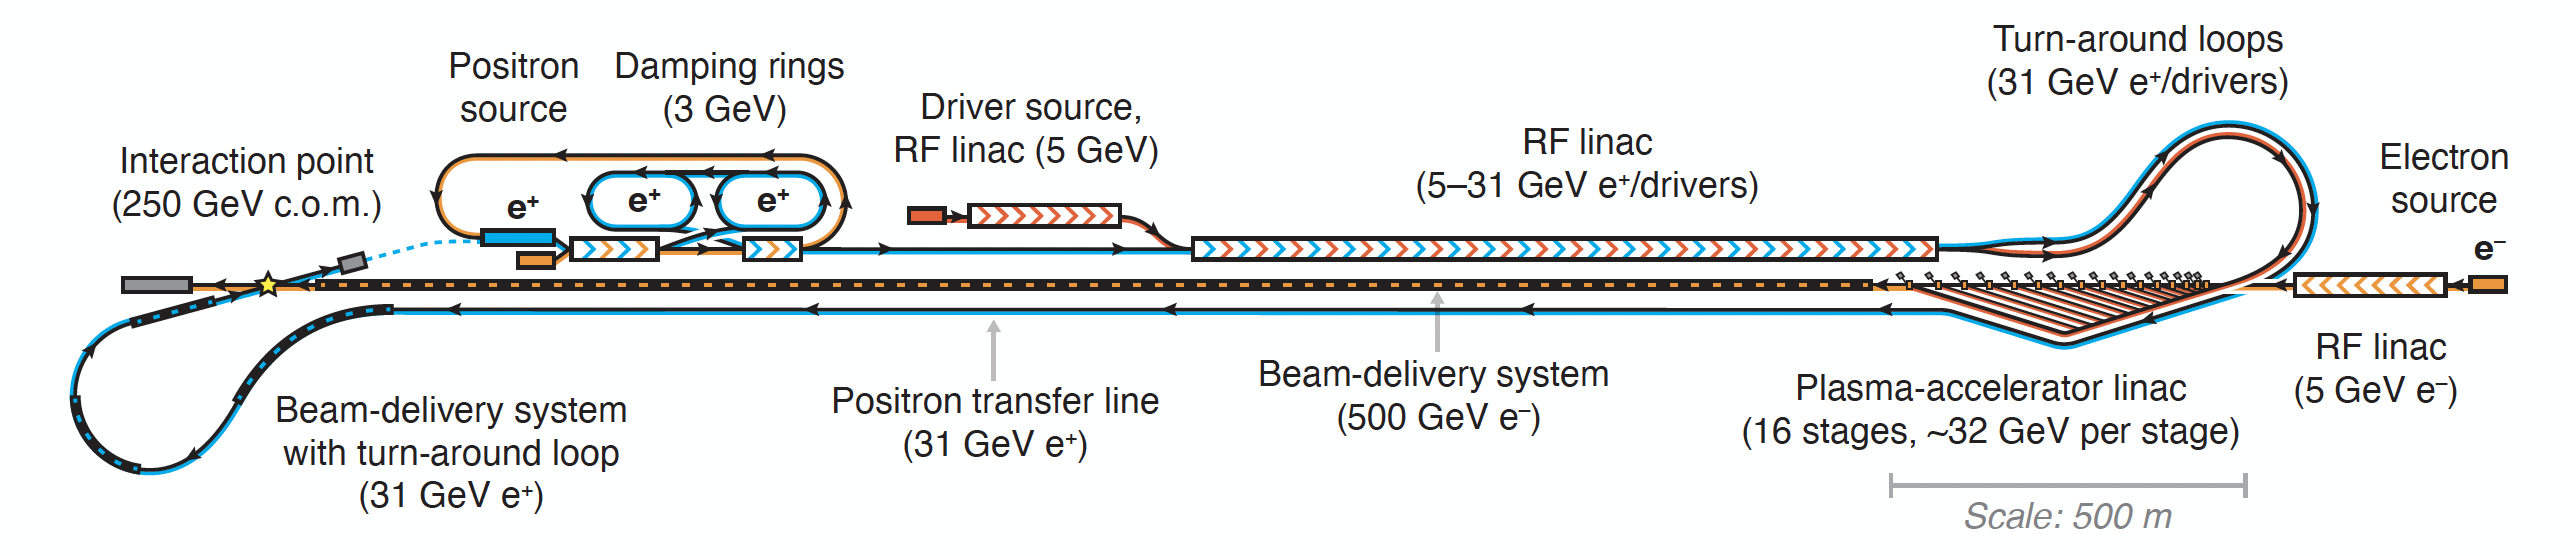 Positron
source
Damping rings
(3 GeV)
Driver source,
RF linac (5 GeV)
RF linac
(5–31 GeV e⁺/drivers)
Turn-around loops
(31 GeV e⁺/drivers)
Electron
source
e⁻
Interaction point
(250 GeV c.o.m.)
e⁺
e⁺
e⁺
Beam-delivery system
with turn-around loop
(31 GeV e⁺)
Positron transfer line
(31 GeV e⁺)
Beam-delivery system
(500 GeV e⁻)
Plasma-accelerator linac
(16 stages, ~32 GeV per stage)
RF linac
(5 GeV e⁻)
Scale: 500 m